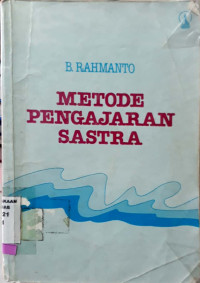 B. RAHMANTO
METODE
PENGAJARAN
SASTRA